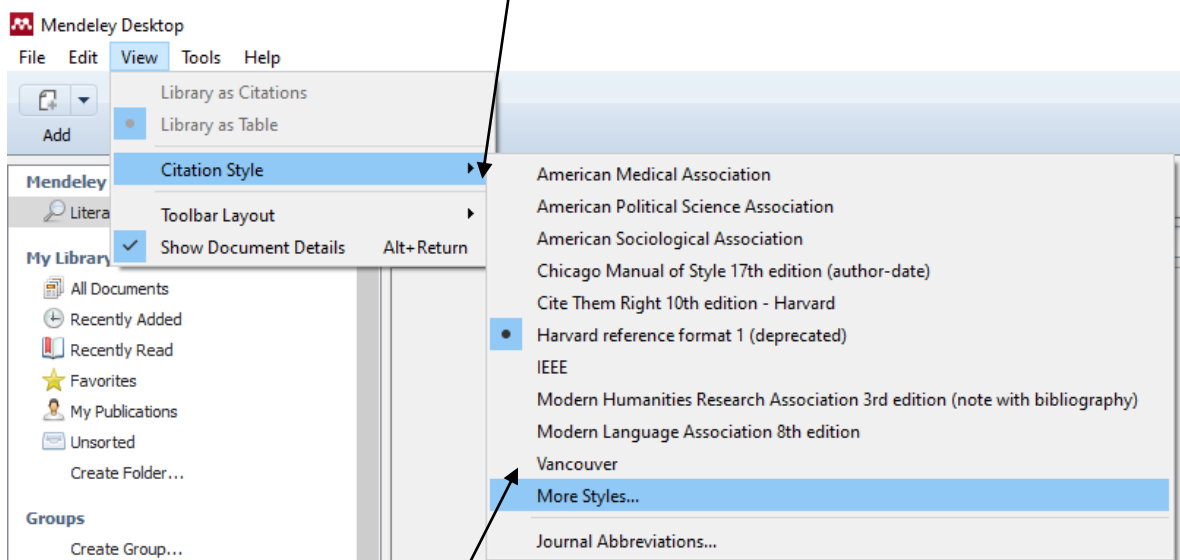 Mendeley Desktop
File Edit View Tools Help
Add
Library as Citations
Library as Table
Citation Style
Toolbar Layout
Show Document Details Alt+Return
American Medical Association
American Political Science Association
American Sociological Association
Chicago Manual of Style 17th edition (author-date)
Cite Them Right 10th edition - Harvard
Harvard reference format 1 (deprecated)
IEEE
Modern Humanities Research Association 3rd edition (note with bibliography)
Modern Language Association 8th edition
Vancouver
More Styles...
Journal Abbreviations...
Mendeley
Litera
My Library
All Documents
Recently Added
Recently Read
Favorites
My Publications
Unsorted
Create Folder...
Groups
Create Group...